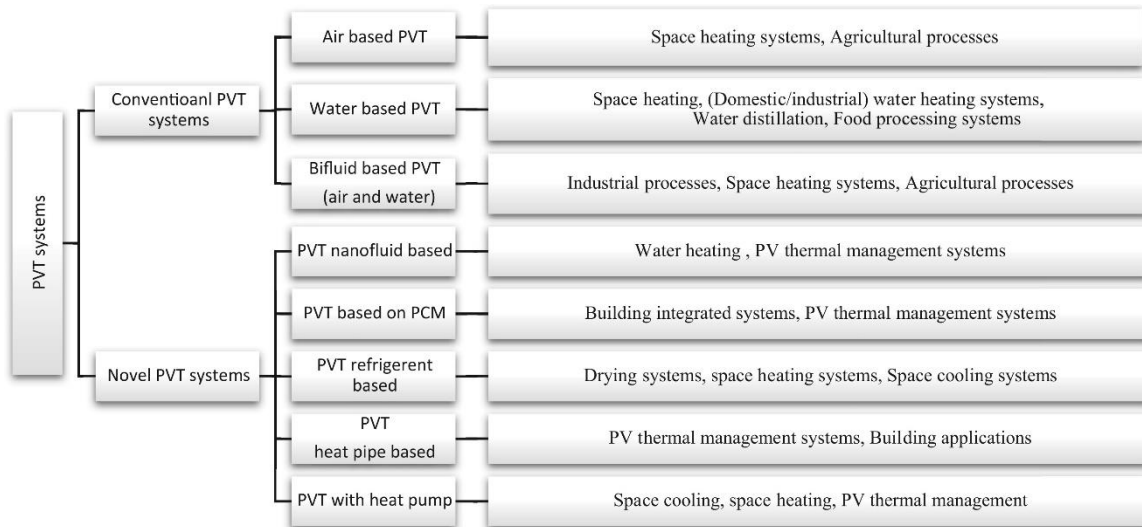 PVT systems
Conventioanl PVT
systems
Air based PVT
Space heating systems, Agricultural processes
Water based PVT
Space heating, (Domestic/industrial) water heating systems,
Water distillation, Food processing systems
Bifluid based PVT
(air and water)
Industrial processes, Space heating systems, Agricultural processes
Novel PVT systems
PVT nanofluid based
Water heating , PV thermal management systems
PVT based on PCM
Building integrated systems, PV thermal management systems
PVT refrigerent
based
Drying systems, space heating systems, Space cooling systems
PVT
heat pipe based
PV thermal management systems, Building applications
PVT with heat pump
Space cooling, space heating, PV thermal management